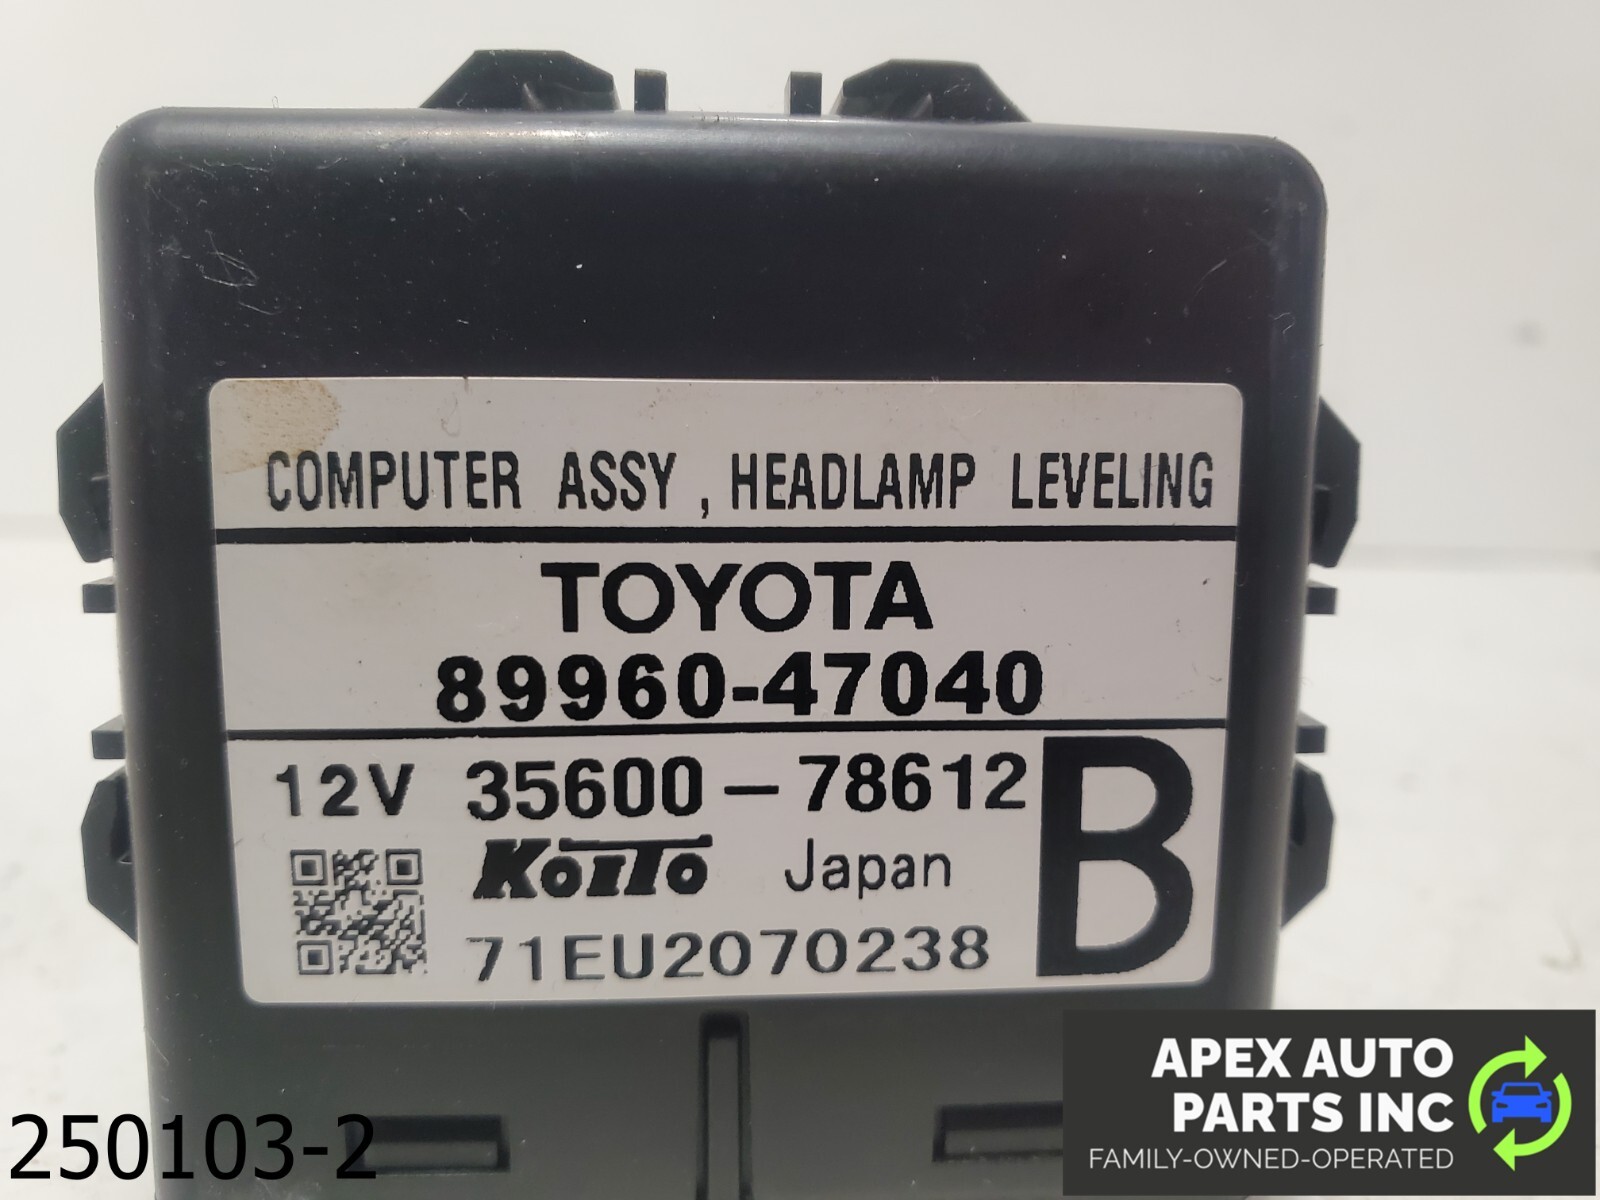 COMPUTER ASSY , HEADLAMP LEVELING
TOYOTA
89960-47040
12V 35600-78612 B
KOITO Japan
71EU2070238
250103-2
APEX AUTO
PARTS INC
FAMILY-OWNED-OPERATED